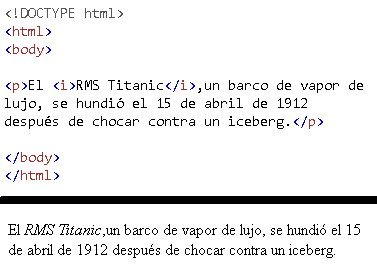 <!DOCTYPE html>
<html>
<body>
<p>El <i>RMS Titanic</i>,un barco de vapor de
lujo, se hundió el 15 de abril de 1912
después de chocar contra un iceberg.</p>
</body>
</html>
El RMS Titanic,un barco de vapor de lujo, se hundió el 15
de abril de 1912 después de chocar contra un iceberg.